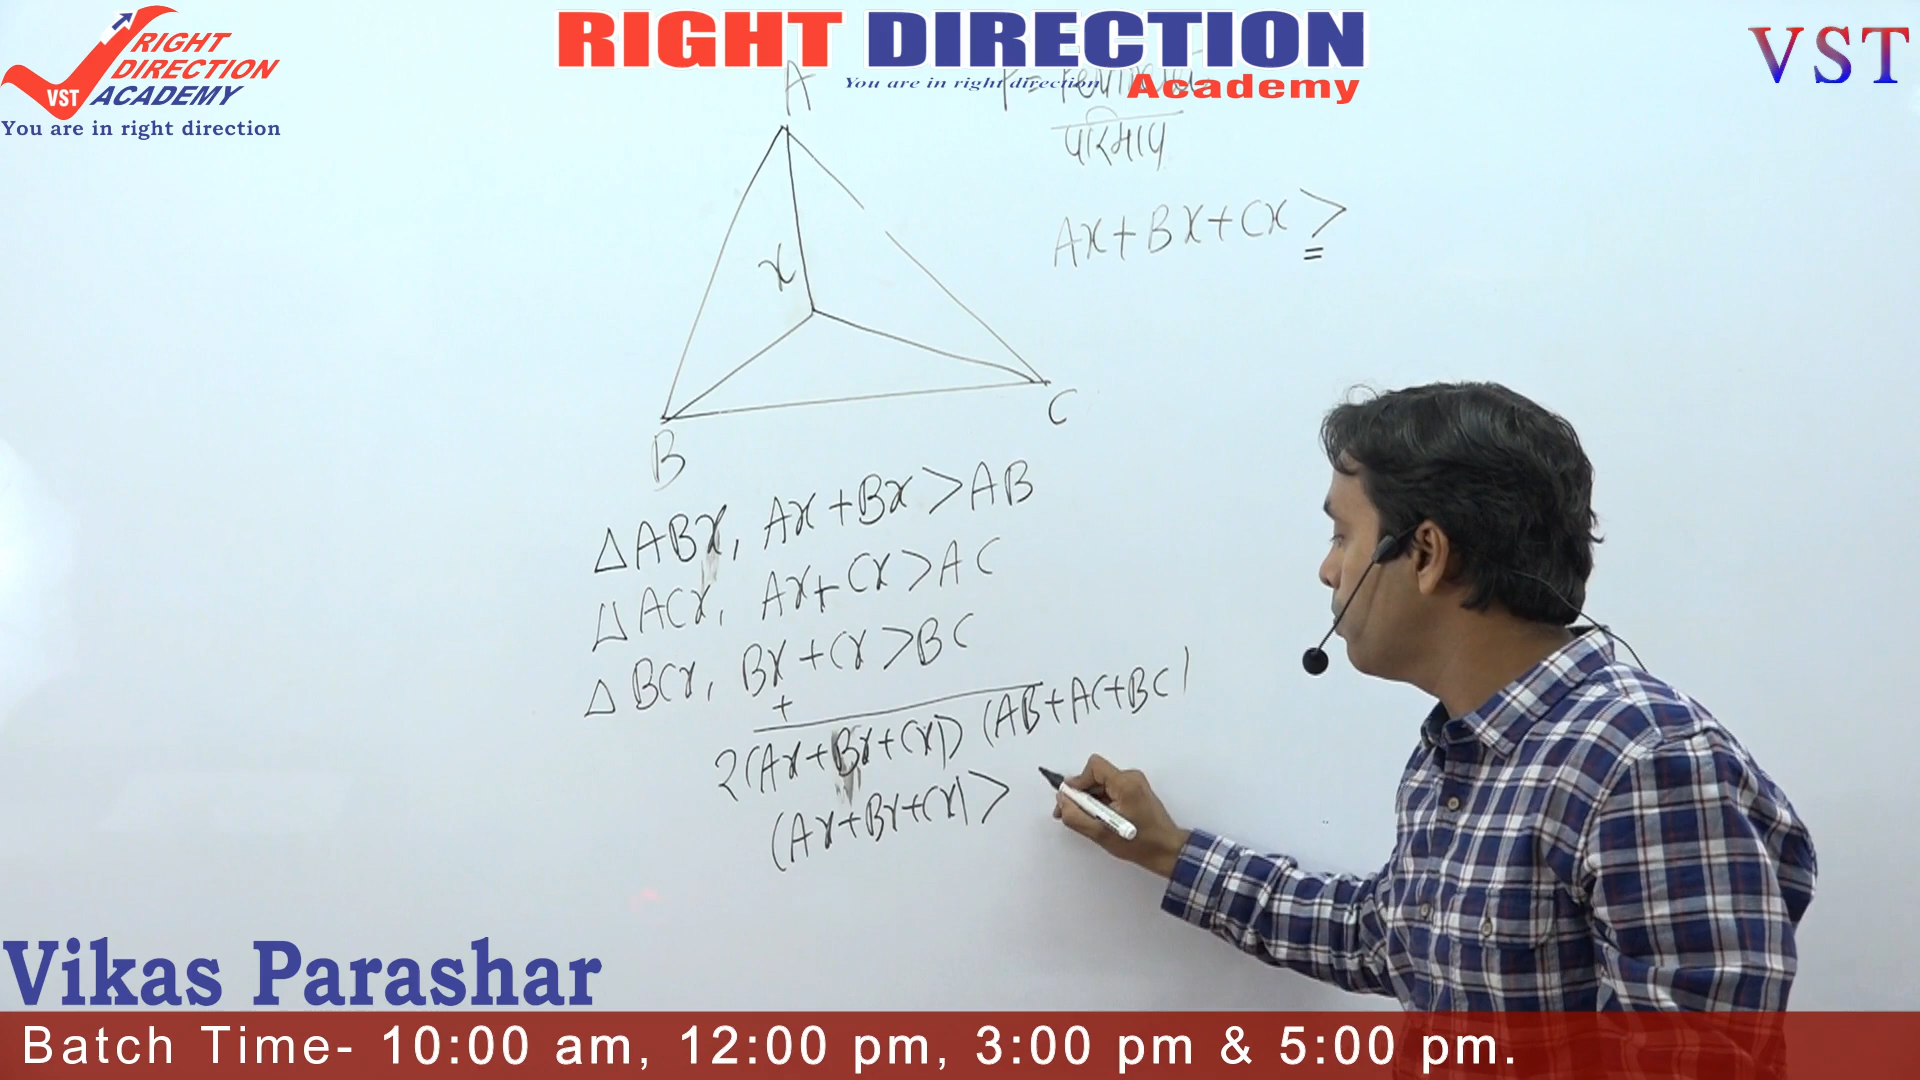 RIGHT
DIRECTION
VST ACADEMY
You are in right direction
RIGHT DIRECTION
You are in right direction Academy
VST
A
परिमाप
Ax+Bx+Cx >
x
B
C
△ABx, Ax+Bx>AB
△ACx, Ax+Cx>AC
△BCx, Bx+Cx>BC
+
2(Ax+Bx+Cx)> (AB+AC+BC)
(Ax+Bx+Cx) >
Vikas Parashar
Batch Time- 10:00 am, 12:00 pm, 3:00 pm & 5:00 pm.